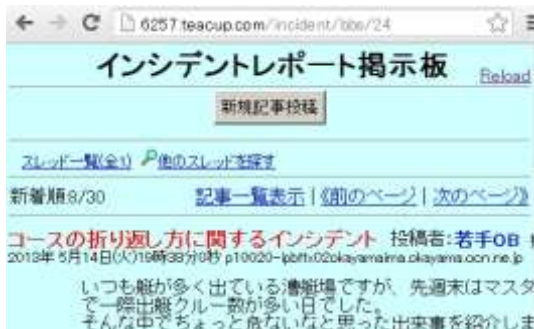 6257.teacup.com/incident/bbs/24
インシデントレポート掲示板
Reload
新規記事投稿
スレッド一覧(全1) 他のスレッドを探す
新着順:8/30 記事一覧表示 | 《前のページ | 次のページ》
コースの折り返し方に関するインシデント 投稿者:若手OB
2013年 5月14日(火)19時38分0秒
いつも艇が多く出ている漕艇場ですが、先週末はマスタ
で一際出艇クルー数が多い日でした。
そんな中でちょっと危ないなと思った出来事を紹介しま